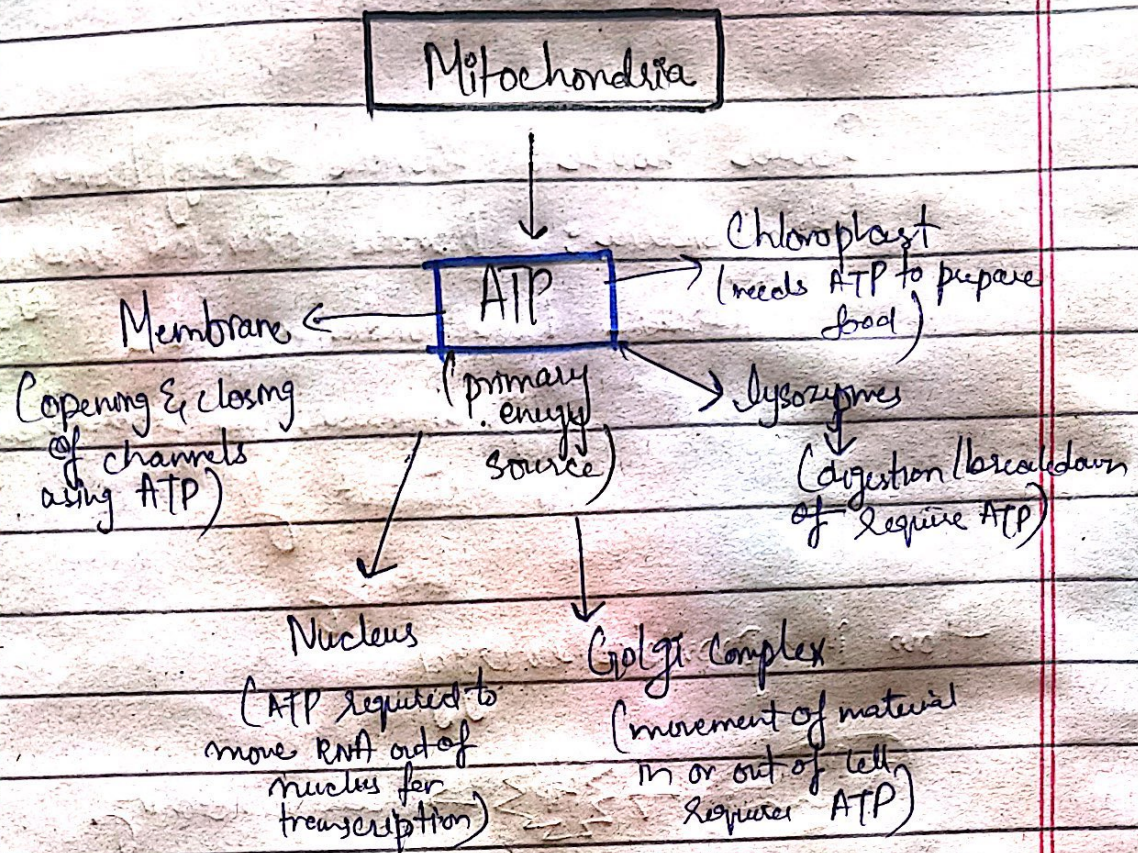 Mitochondria
ATP
(primary
energy
source)
Chloroplast
(needs ATP to prepare
food)
Membrane
(opening & closing
of channels
using ATP)
lysozymes
(digestion/breakdown
of require ATP)
Nucleus
(ATP required to
move RNA out of
nucleus for
transcription)
Golgi complex
(movement of material
in or out of cell,
requires ATP)